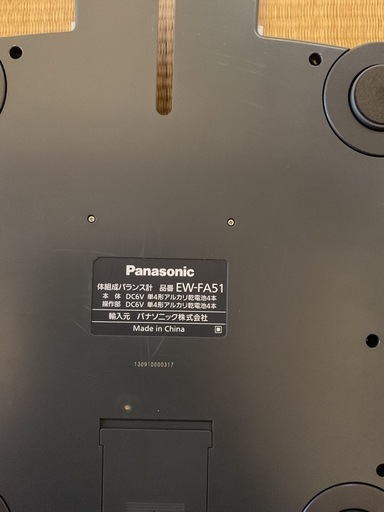 Panasonic
体組成バランス計 品番 EW-FA51
本 体 DC6V 単4形アルカリ乾電池4本
操作部 DC6V 単4形アルカリ乾電池4本
輸入元 パナソニック株式会社
Made in China
130910000317